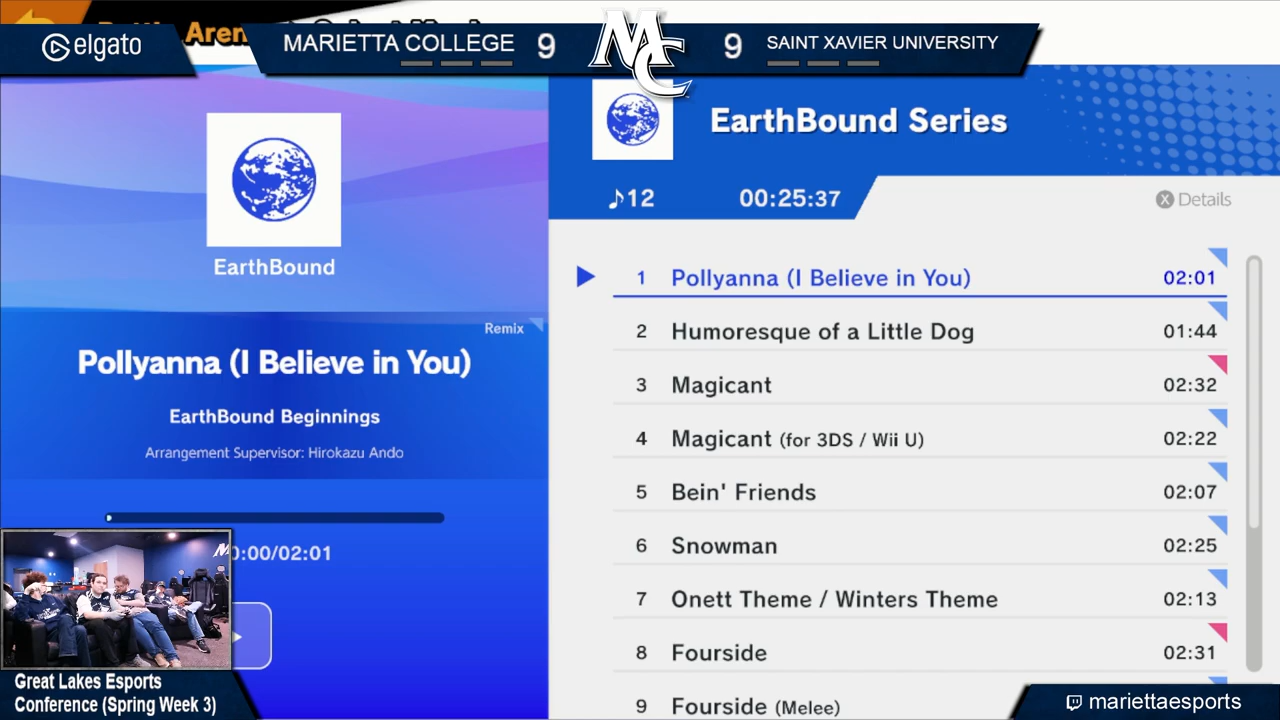 elgato
MARIETTA COLLEGE 9
MC
9 SAINT XAVIER UNIVERSITY
EarthBound
Remix
Pollyanna (I Believe in You)
EarthBound Beginnings
Arrangement Supervisor: Hirokazu Ando
0:00/02:01
EarthBound Series
♪12 00:25:37
X Details
1 Pollyanna (I Believe in You) 02:01
2 Humoresque of a Little Dog 01:44
3 Magicant 02:32
4 Magicant (for 3DS / Wii U) 02:22
5 Bein' Friends 02:07
6 Snowman 02:25
7 Onett Theme / Winters Theme 02:13
8 Fourside 02:31
9 Fourside (Melee)
Great Lakes Esports
Conference (Spring Week 3)
mariettaesports